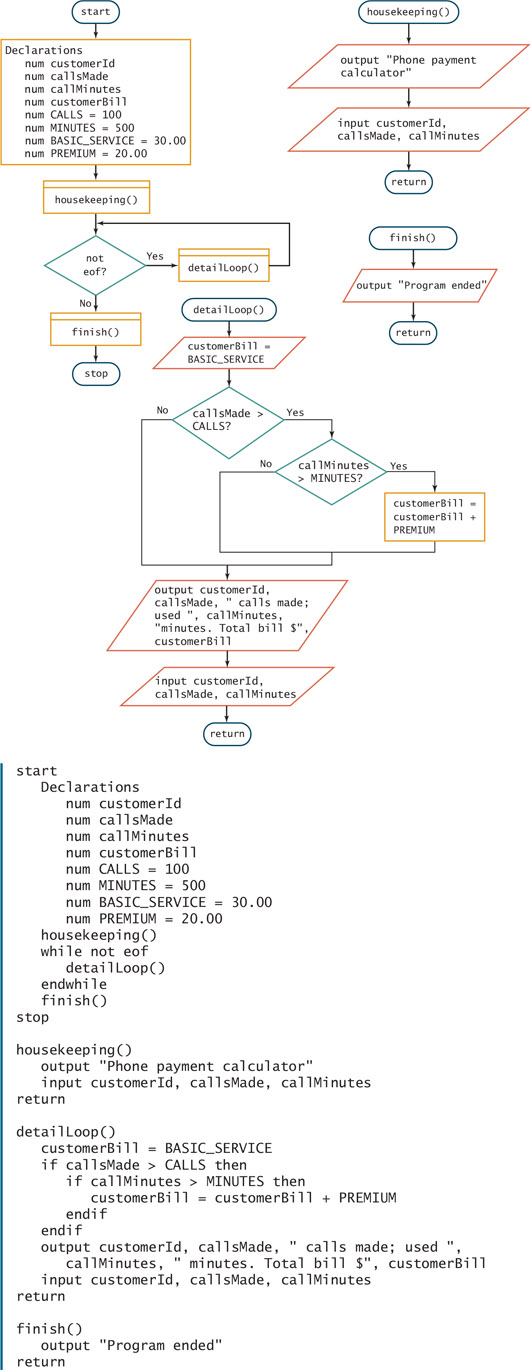 start
Declarations
num customerId
num callsMade
num callMinutes
num customerBill
num CALLS = 100
num MINUTES = 500
num BASIC_SERVICE = 30.00
num PREMIUM = 20.00
housekeeping()
not
eof?
Yes
detailLoop()
No
finish()
stop
housekeeping()
output "Phone payment
calculator"
input customerId,
callsMade, callMinutes
return
finish()
output "Program ended"
return
detailLoop()
customerBill =
BASIC_SERVICE
callsMade >
CALLS?
No
Yes
callMinutes
> MINUTES?
No
Yes
customerBill =
customerBill +
PREMIUM
output customerId,
callsMade, " calls made;
used ", callMinutes,
"minutes. Total bill $",
customerBill
input customerId,
callsMade, callMinutes
return
start
Declarations
num customerId
num callsMade
num callMinutes
num customerBill
num CALLS = 100
num MINUTES = 500
num BASIC_SERVICE = 30.00
num PREMIUM = 20.00
housekeeping()
while not eof
detailLoop()
endwhile
finish()
stop
housekeeping()
output "Phone payment calculator"
input customerId, callsMade, callMinutes
return
detailLoop()
customerBill = BASIC_SERVICE
if callsMade > CALLS then
if callMinutes > MINUTES then
customerBill = customerBill + PREMIUM
endif
endif
output customerId, callsMade, " calls made; used ",
callMinutes, " minutes. Total bill $", customerBill
input customerId, callsMade, callMinutes
return
finish()
output "Program ended"
return